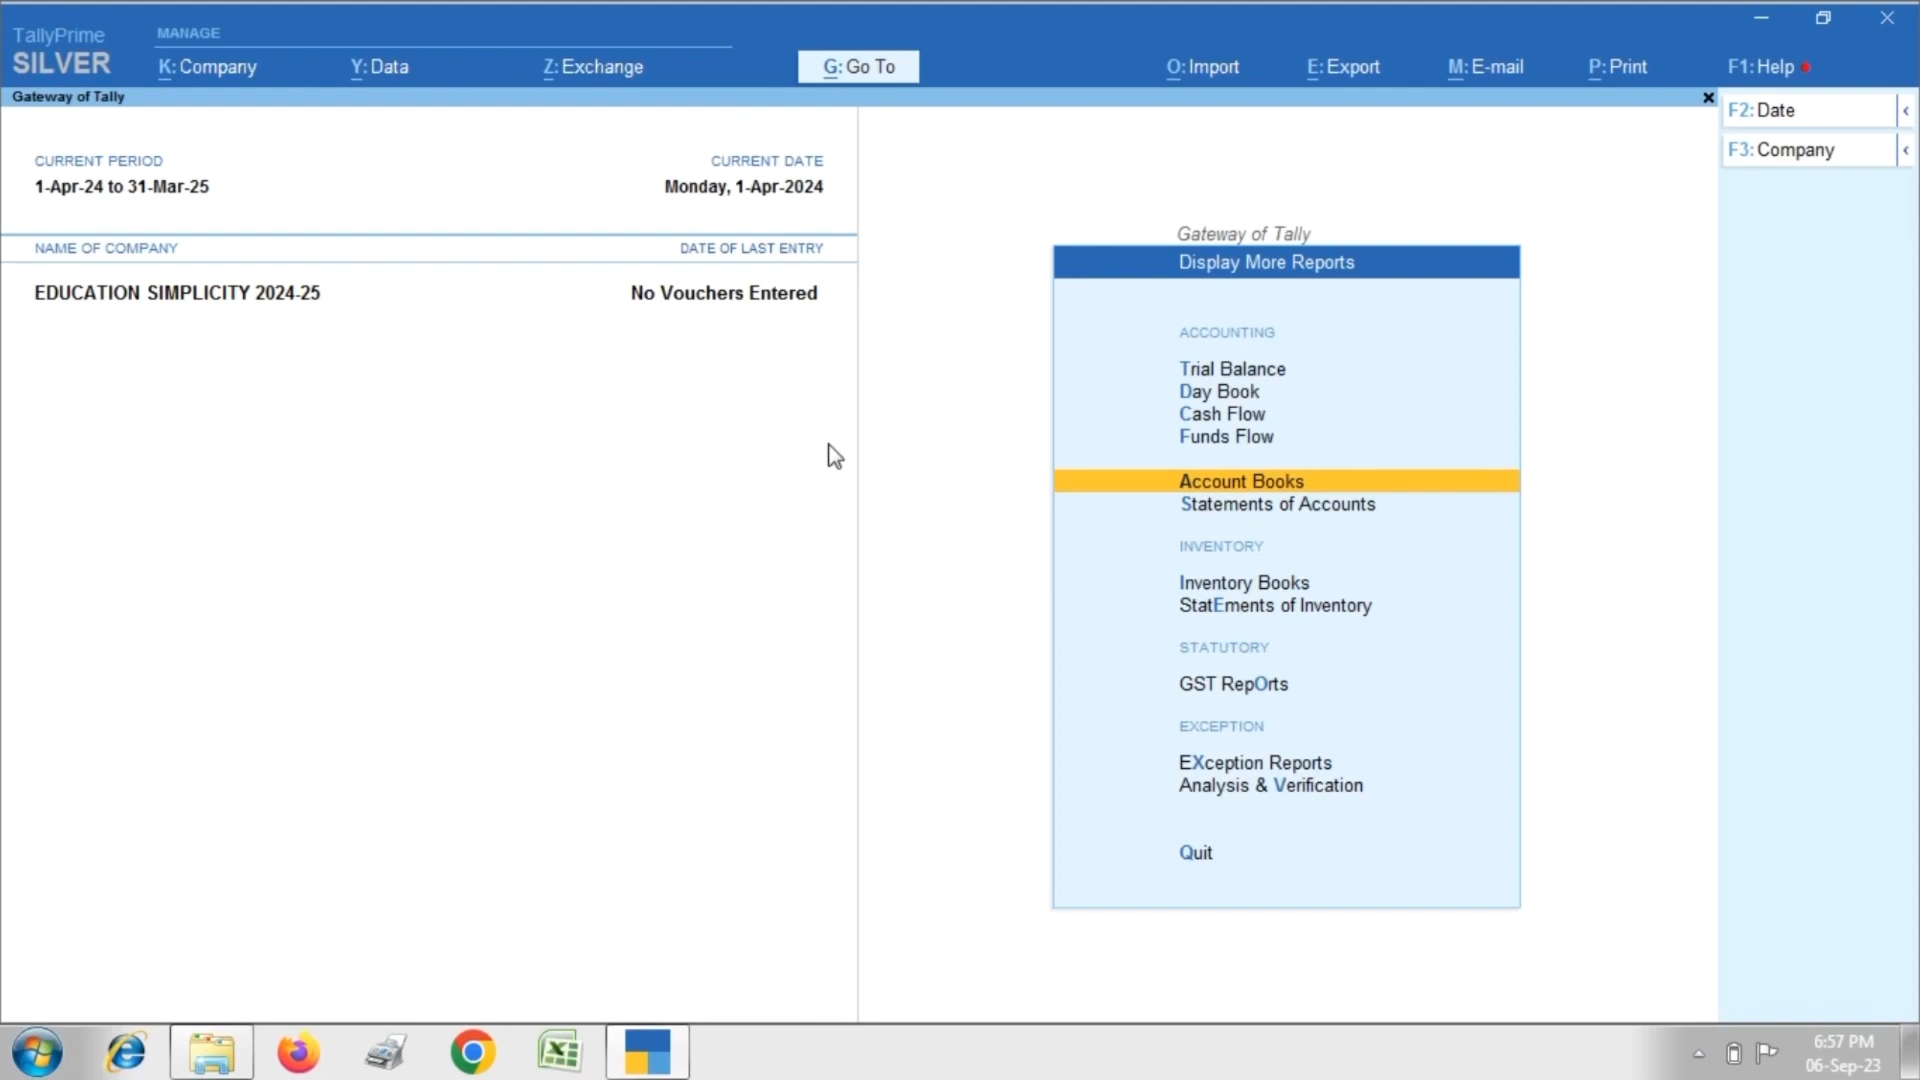 TallyPrime
SILVER
MANAGE
K: Company
Y: Data
Z: Exchange
G: Go To
O: Import
E: Export
M: E-mail
P: Print
F1: Help
Gateway of Tally
F2: Date
F3: Company
CURRENT PERIOD
CURRENT DATE
1-Apr-24 to 31-Mar-25
Monday, 1-Apr-2024
NAME OF COMPANY
DATE OF LAST ENTRY
EDUCATION SIMPLICITY 2024-25
No Vouchers Entered
Gateway of Tally
Display More Reports
ACCOUNTING
Trial Balance
Day Book
Cash Flow
Funds Flow
Account Books
Statements of Accounts
INVENTORY
Inventory Books
StatEments of Inventory
STATUTORY
GST RepOrts
EXCEPTION
EXception Reports
Analysis & Verification
Quit
6:57 PM
06-Sep-23